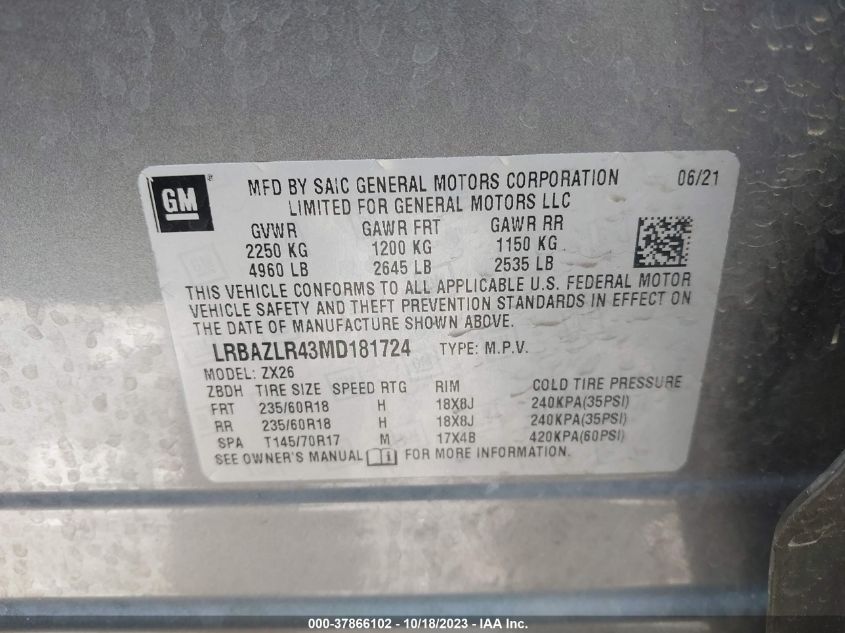 GM
MFD BY SAIC GENERAL MOTORS CORPORATION 06/21
LIMITED FOR GENERAL MOTORS LLC
GVWR GAWR FRT GAWR RR
2250 KG 1200 KG 1150 KG
4960 LB 2645 LB 2535 LB
THIS VEHICLE CONFORMS TO ALL APPLICABLE U.S. FEDERAL MOTOR
VEHICLE SAFETY AND THEFT PREVENTION STANDARDS IN EFFECT ON
THE DATE OF MANUFACTURE SHOWN ABOVE.
LRBAZLR43MD181724 TYPE: M.P.V.
MODEL: ZX26
ZBDH TIRE SIZE SPEED RTG RIM COLD TIRE PRESSURE
FRT 235/60R18 H 18X8J 240KPA(35PSI)
RR 235/60R18 H 18X8J 240KPA(35PSI)
SPA T145/70R17 M 17X4B 420KPA(60PSI)
SEE OWNER'S MANUAL FOR MORE INFORMATION.
000-37866102 - 10/18/2023 - IAA Inc.